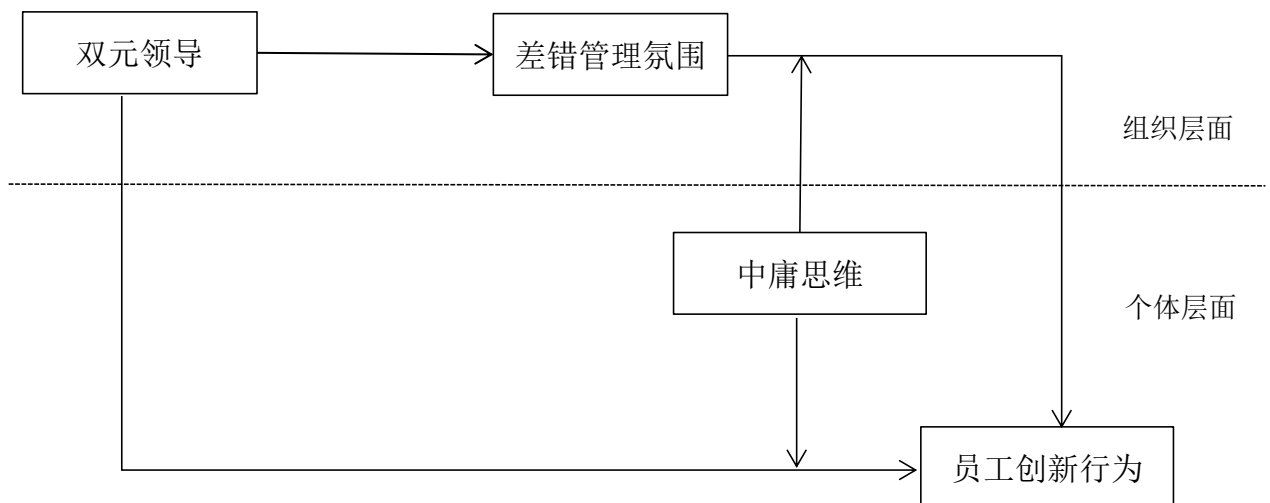 双元领导
差错管理氛围
组织层面
中庸思维
个体层面
员工创新行为